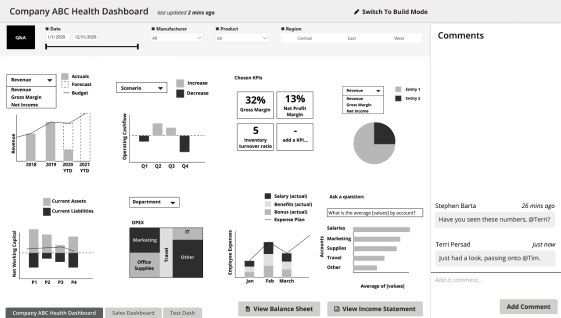 Company ABC Health Dashboard
last updated 2 mins ago
Switch To Build Mode
Q&A
Date
1/1/2020
12/31/2020
Manufacturer
All
Product
All
Region
Central
East
West
Comments
Revenue
Revenue
Gross Margin
Net Income
Actuals
Forecast
Budget
Revenue
2018
2019
2020 YTD
2021 YTD
Scenario
Increase
Decrease
Operating Cashflow
Q1
Q2
Q3
Q4
Chosen KPIs
32%
Gross Margin
13%
Net Profit
Margin
5
Inventory
turnover ratio
-
add a KPI...
Revenue
Revenue
Gross Margin
Net Income
Entity 1
Entity 2
Current Assets
Current Liabilities
Net Working Capital
P1
P2
P3
P4
Department
OPEX
Marketing
Office
Supplies
Travel
IT
Other
Salary (actual)
Benefits (actual)
Bonus (actual)
Expense Plan
Employee Expenses
Jan
Feb
March
Ask a question:
What is the average [values] by account?
Accounts
Salaries
Marketing
Supplies
Travel
Other
Average of [values]
Stephen Barta
26 mins ago
Have you seen these numbers, @Terri?
Terri Persad
just now
Just had a look, passing onto @Tim.
Add a comment...
Add Comment
Company ABC Health Dashboard
Sales Dashboard
Test Dash
View Balance Sheet
View Income Statement